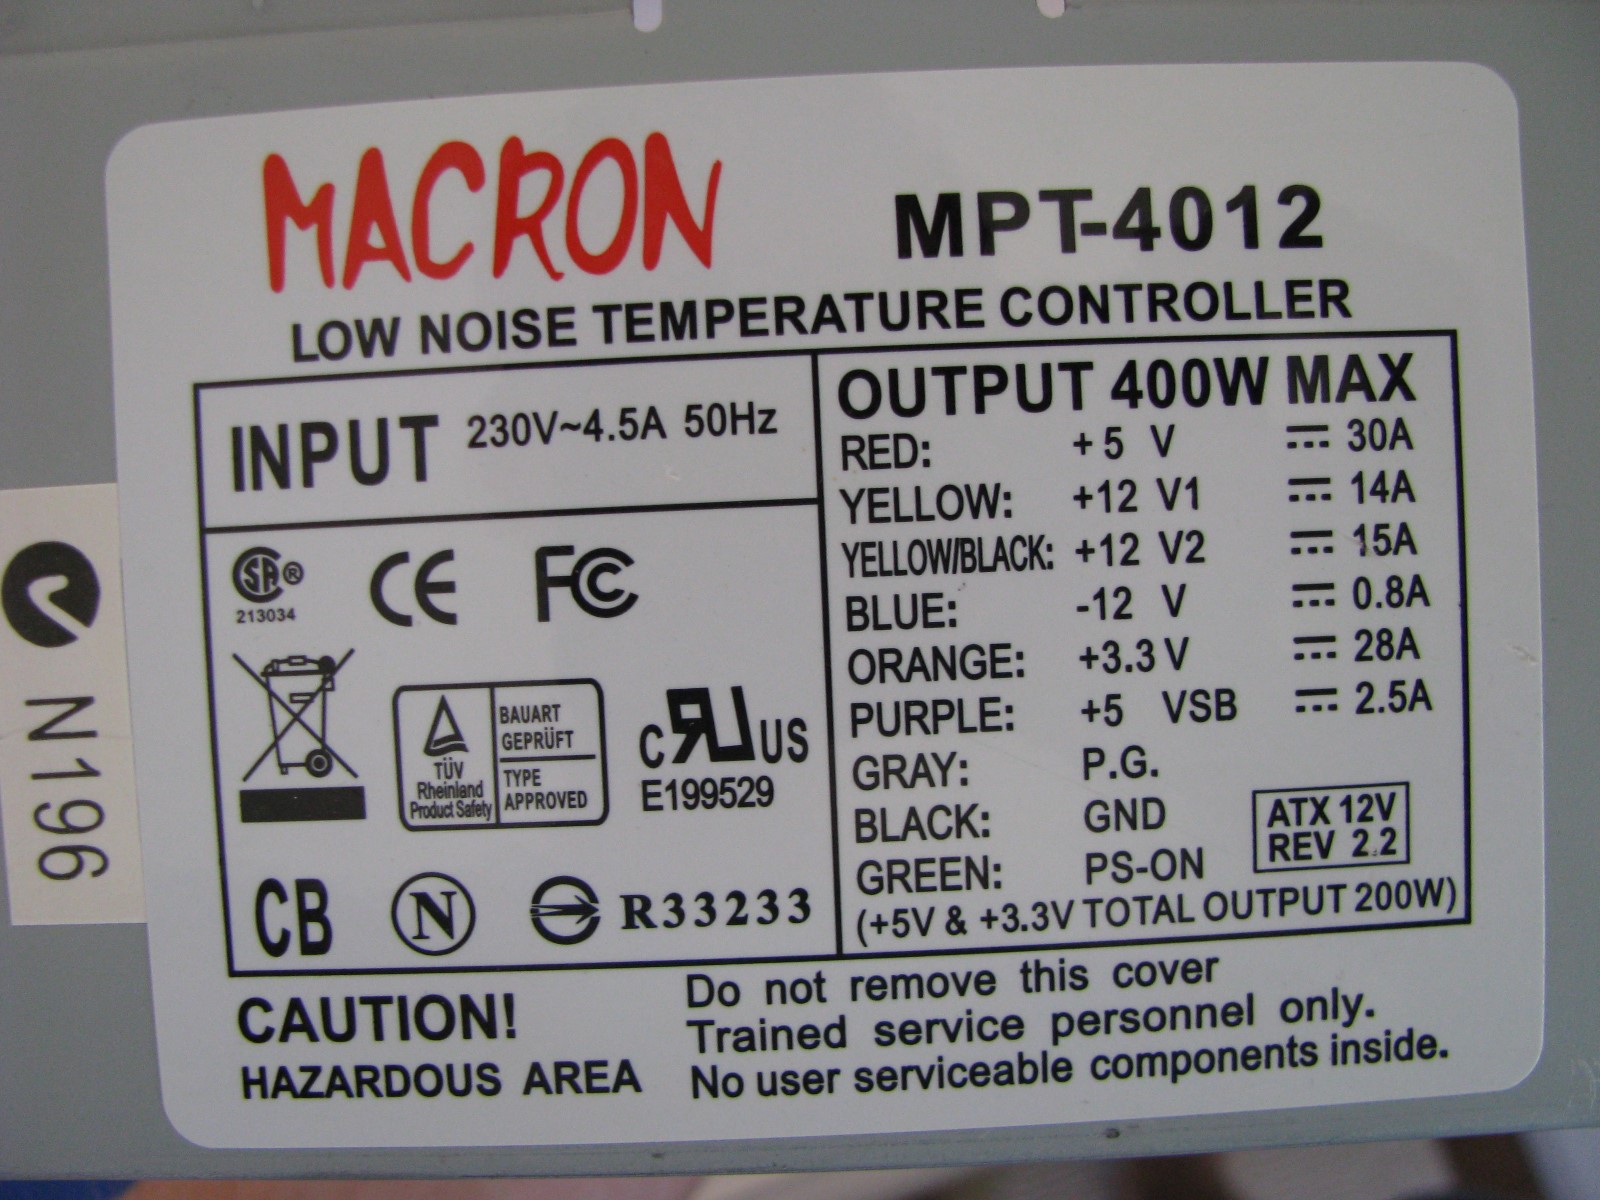 MACRON
MPT-4012
LOW NOISE TEMPERATURE CONTROLLER
INPUT 230V~4.5A 50Hz
SA®
213034
CE FC
TÜV
Rheinland
Product Safety
BAUART
GEPRÜFT
TYPE
APPROVED
C RU US
E199529
CB N R33233
OUTPUT 400W MAX
RED: +5 V ⎓ 30A
YELLOW: +12 V1 ⎓ 14A
YELLOW/BLACK: +12 V2 ⎓ 15A
BLUE: -12 V ⎓ 0.8A
ORANGE: +3.3 V ⎓ 28A
PURPLE: +5 VSB ⎓ 2.5A
GRAY: P.G.
BLACK: GND
GREEN: PS-ON
ATX 12V
REV 2.2
(+5V & +3.3V TOTAL OUTPUT 200W)
CAUTION!
HAZARDOUS AREA
Do not remove this cover
Trained service personnel only.
No user serviceable components inside.
N196